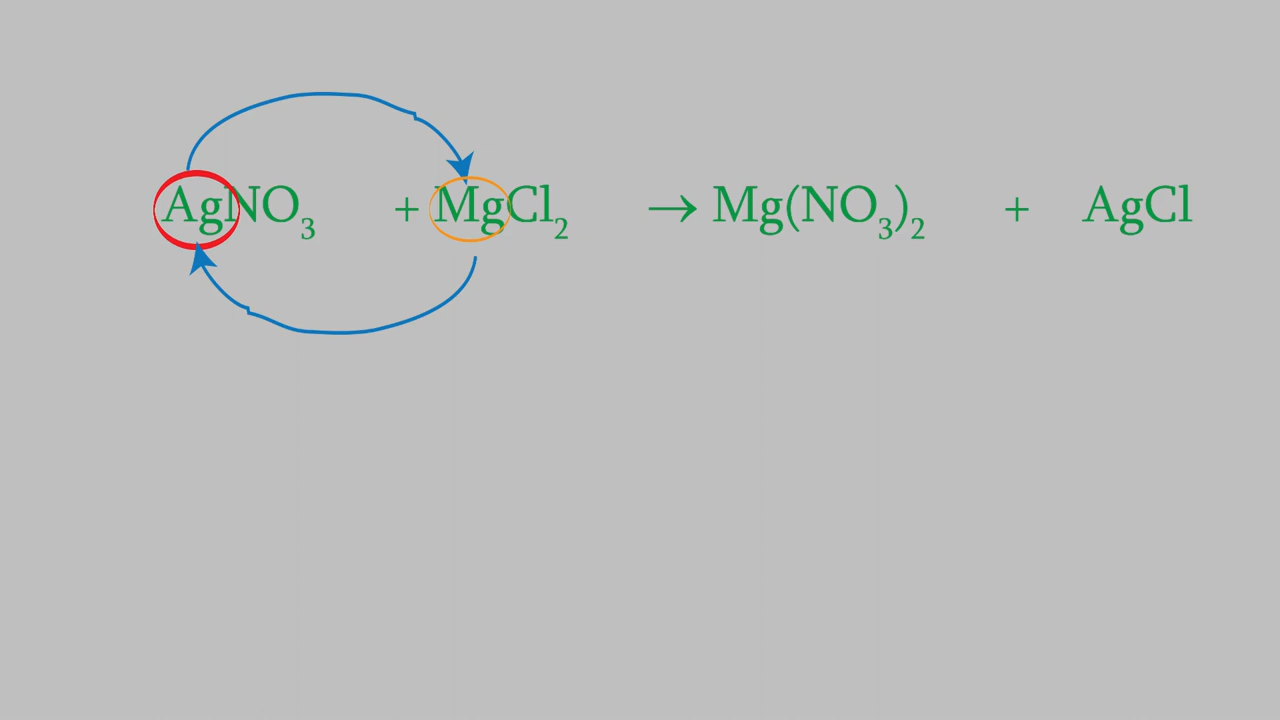 AgNO₃ + MgCl₂ → Mg(NO₃)₂ + AgCl